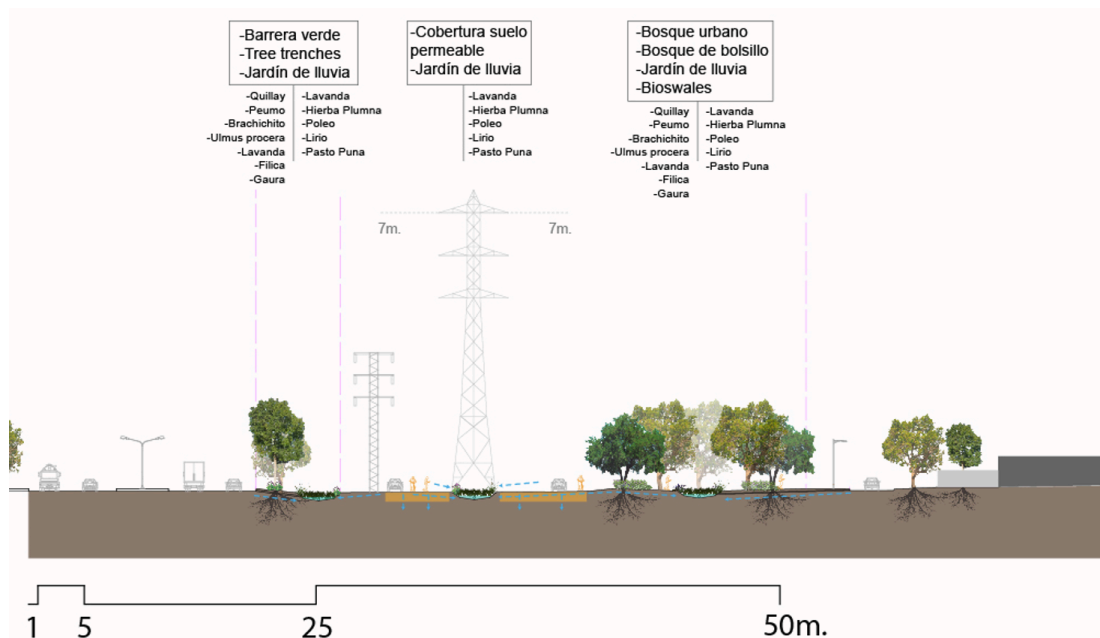 -Barrera verde
-Tree trenches
-Jardín de lluvia
-Quillay
-Peumo
-Brachichito
-Ulmus procera
-Lavanda
-Filica
-Gaura
-Lavanda
-Hierba Plumna
-Poleo
-Lirio
-Pasto Puna
-Cobertura suelo
permeable
-Jardín de lluvia
-Lavanda
-Hierba Plumna
-Poleo
-Lirio
-Pasto Puna
-Bosque urbano
-Bosque de bolsillo
-Jardín de lluvia
-Bioswales
-Quillay
-Peumo
-Brachichito
-Ulmus procera
-Lavanda
-Filica
-Gaura
-Lavanda
-Hierba Plumna
-Poleo
-Lirio
-Pasto Puna
7m.
7m.
1 5 25 50m.